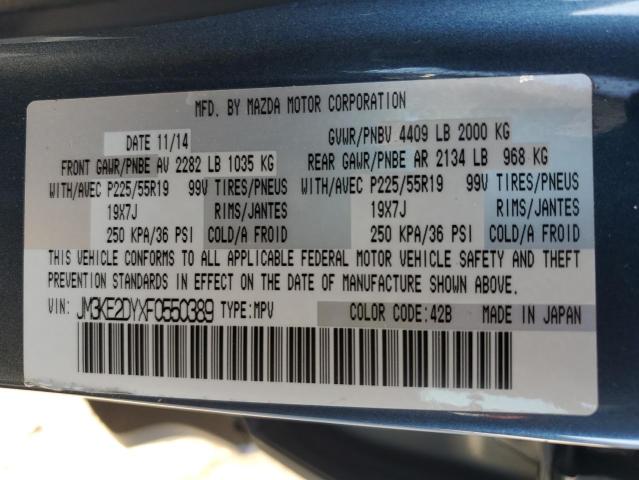 MFD. BY MAZDA MOTOR CORPORATION
DATE 11/14 GVWR/PNBV 4409 LB 2000 KG
FRONT GAWR/PNBE AV 2282 LB 1035 KG REAR GAWR/PNBE AR 2134 LB 968 KG
WITH/AVEC P225/55R19 99V TIRES/PNEUS WITH/AVEC P225/55R19 99V TIRES/PNEUS
19X7J RIMS/JANTES 19X7J RIMS/JANTES
250 KPA/36 PSI COLD/A FROID 250 KPA/36 PSI COLD/A FROID
THIS VEHICLE CONFORMS TO ALL APPLICABLE FEDERAL MOTOR VEHICLE SAFETY AND THEFT
PREVENTION STANDARDS IN EFFECT ON THE DATE OF MANUFACTURE SHOWN ABOVE.
VIN: JM3KE2DYXF0550389 TYPE:MPV COLOR CODE:42B MADE IN JAPAN